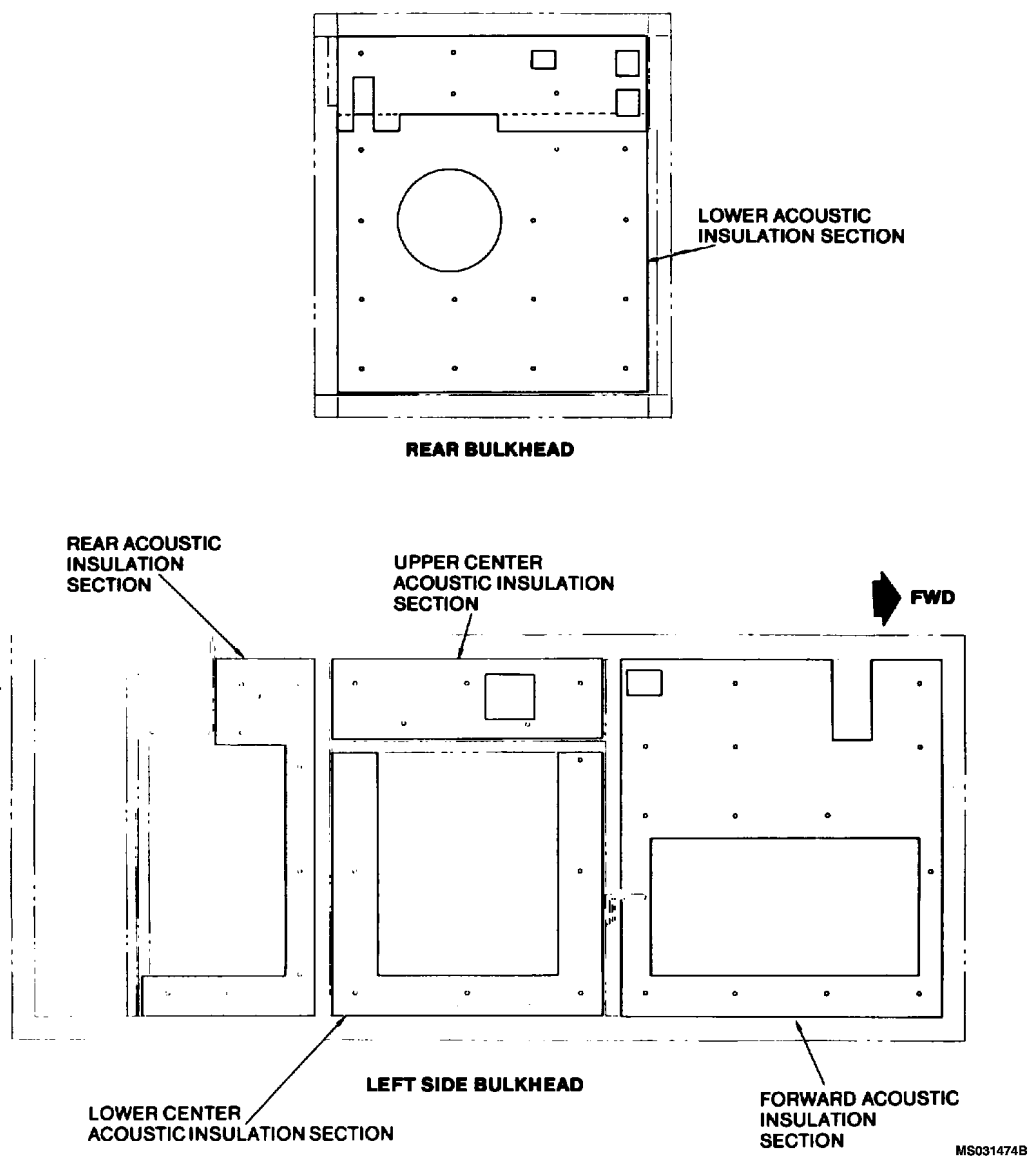 LOWER ACOUSTIC
INSULATION SECTION
REAR BULKHEAD
REAR ACOUSTIC
INSULATION
SECTION
UPPER CENTER
ACOUSTIC INSULATION
SECTION
FWD
LEFT SIDE BULKHEAD
LOWER CENTER
ACOUSTIC INSULATION SECTION
FORWARD ACOUSTIC
INSULATION
SECTION
MS031474B